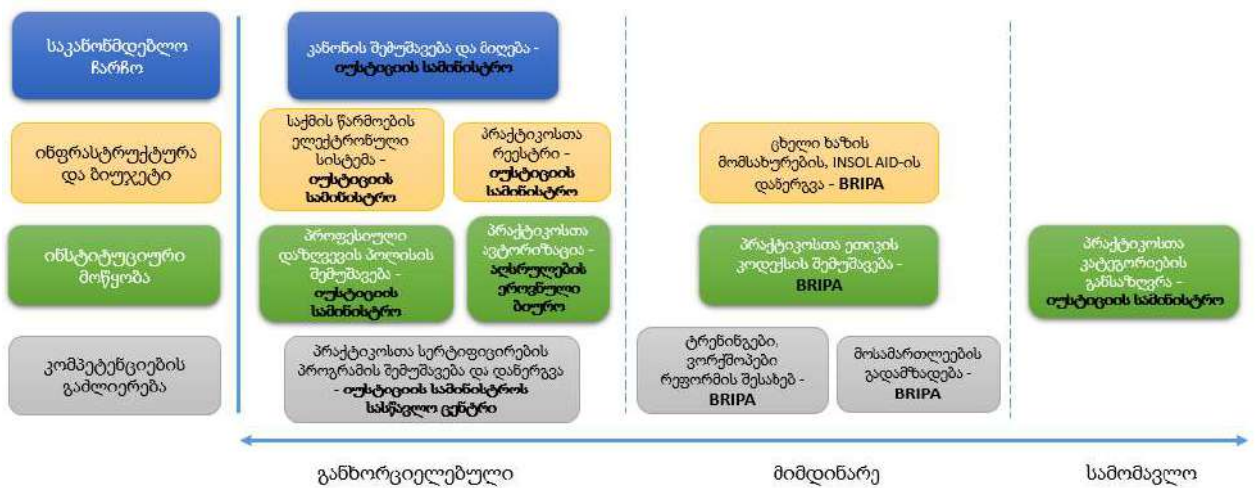 საკანონმდებლო
ჩარჩო
კანონის შემუშავება და მიღება -
იუსტიციის სამინისტრო
ინფრასტრუქტურა
და ბიუჯეტი
საქმის წარმოების
ელექტრონული
სისტემა -
იუსტიციის
სამინისტრო
პრაქტიკოსთა
რეესტრი -
იუსტიციის
სამინისტრო
ცხელი ხაზის
მომსახურების, INSOL AID-ის
დანერგვა - BRIPA
ინსტიტუციური
მოწყობა
პროფესიული
დაზღვევის პოლისის
შემუშავება -
იუსტიციის
სამინისტრო
პრაქტიკოსთა
ავტორიზაცია -
აღსრულების
ეროვნული
ბიურო
პრაქტიკოსთა ეთიკის
კოდექსის შემუშავება -
BRIPA
პრაქტიკოსთა
კატეგორიების
განსაზღვრა -
იუსტიციის სამინისტრო
კომპეტენციების
გაძლიერება
პრაქტიკოსთა სერტიფიცირების
პროგრამის შემუშავება და დანერგვა
- იუსტიციის სამინისტროს
სასწავლო ცენტრი
ტრენინგები,
ვორქშოპები
რეფორმის შესახებ -
BRIPA
მოსამართლეების
გადამზადება -
BRIPA
განხორციელებული
მიმდინარე
სამომავლო